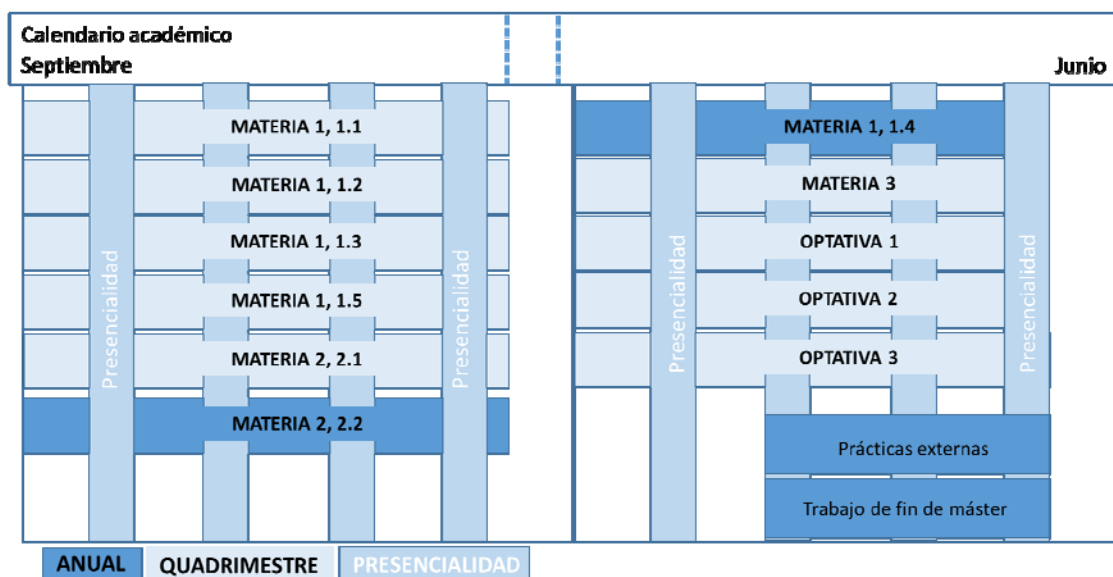 Calendario académico
Septiembre
Junio
MATERIA 1, 1.1
MATERIA 1, 1.2
MATERIA 1, 1.3
MATERIA 1, 1.5
MATERIA 2, 2.1
MATERIA 2, 2.2
Presencialidad
Presencialidad
MATERIA 1, 1.4
MATERIA 3
OPTATIVA 1
OPTATIVA 2
OPTATIVA 3
Presencialidad
Presencialidad
Prácticas externas
Trabajo de fin de máster
ANUAL
QUADRIMESTRE
PRESENCIALIDAD